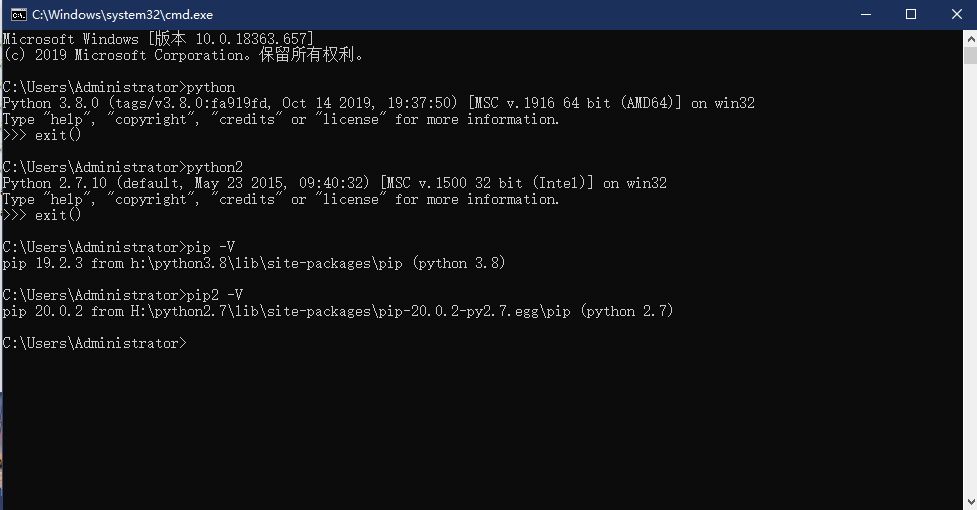 C:\Windows\system32\cmd.exe
Microsoft Windows [版本 10.0.18363.657]
(c) 2019 Microsoft Corporation。保留所有权利。
C:\Users\Administrator>python
Python 3.8.0 (tags/v3.8.0:fa919fd, Oct 14 2019, 19:37:50) [MSC v.1916 64 bit (AMD64)] on win32
Type "help", "copyright", "credits" or "license" for more information.
>>> exit()
C:\Users\Administrator>python2
Python 2.7.10 (default, May 23 2015, 09:40:32) [MSC v.1500 32 bit (Intel)] on win32
Type "help", "copyright", "credits" or "license" for more information.
>>> exit()
C:\Users\Administrator>pip -V
pip 19.2.3 from h:\python3.8\lib\site-packages\pip (python 3.8)
C:\Users\Administrator>pip2 -V
pip 20.0.2 from H:\python2.7\lib\site-packages\pip-20.0.2-py2.7.egg\pip (python 2.7)
C:\Users\Administrator>